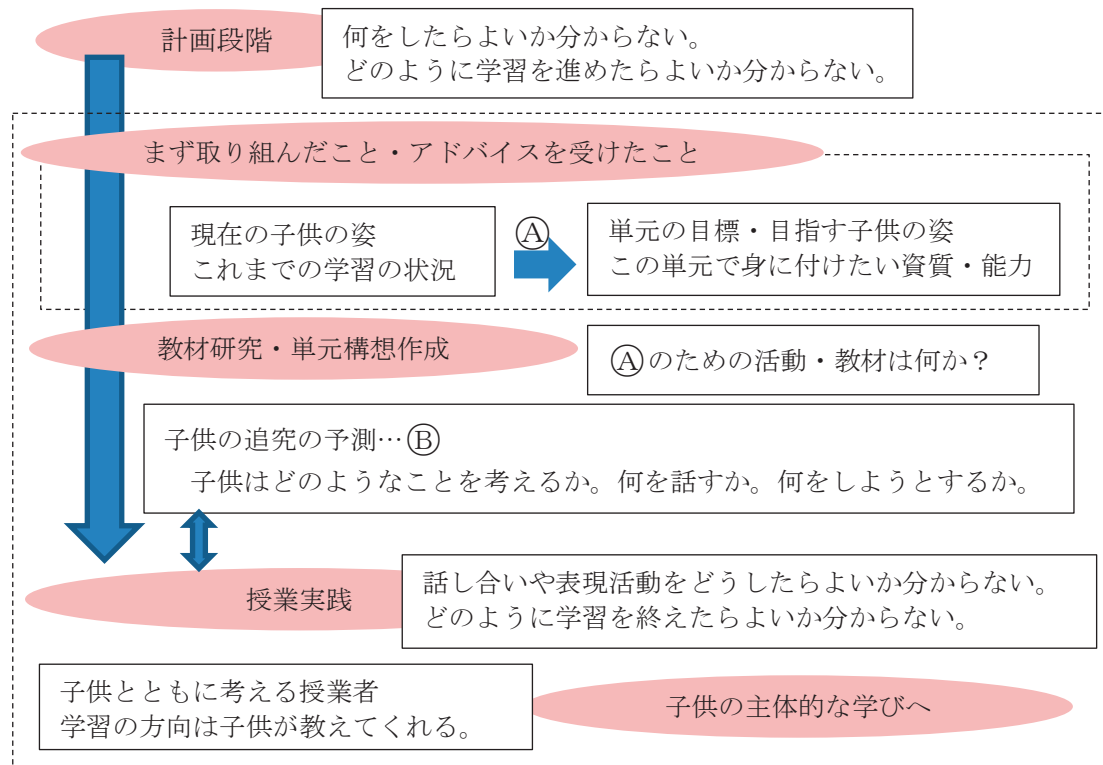 計画段階
何をしたらよいか分からない。
どのように学習を進めたらよいか分からない。
まず取り組んだこと・アドバイスを受けたこと
現在の子供の姿
これまでの学習の状況
Ⓐ
単元の目標・目指す子供の姿
この単元で身に付けたい資質・能力
教材研究・単元構想作成
Ⓐのための活動・教材は何か？
子供の追究の予測…Ⓑ
子供はどのようなことを考えるか。何を話すか。何をしようとするか。
授業実践
話し合いや表現活動をどうしたらよいか分からない。
どのように学習を終えたらよいか分からない。
子供とともに考える授業者
学習の方向は子供が教えてくれる。
子供の主体的な学びへ